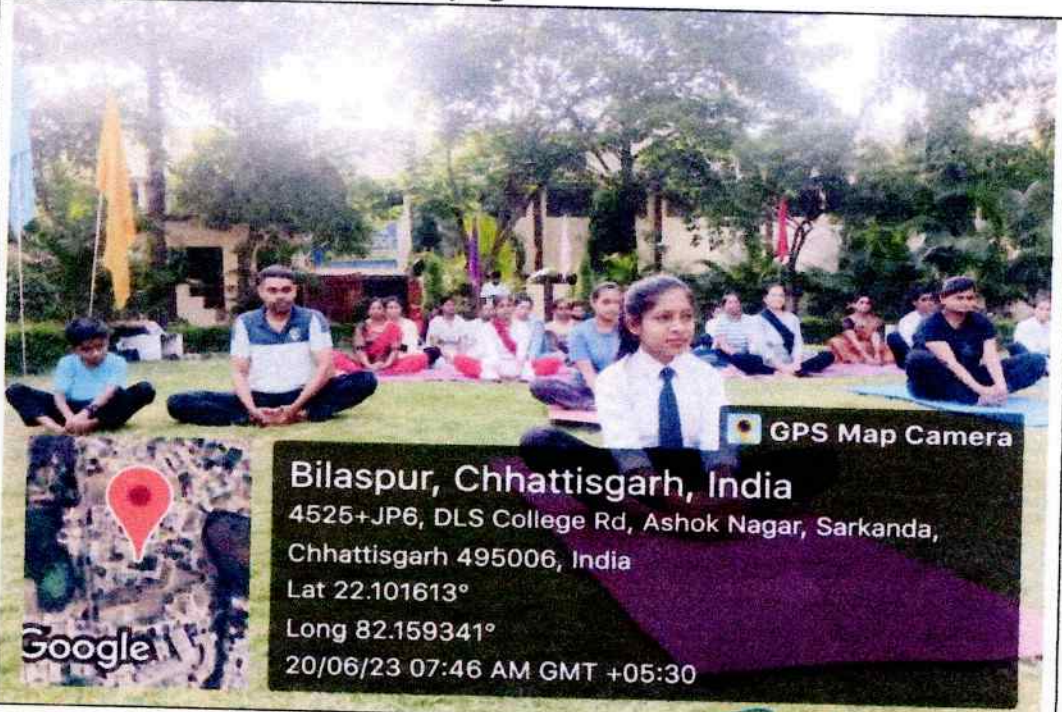 GPS Map Camera
Bilaspur, Chhattisgarh, India
4525+JP6, DLS College Rd, Ashok Nagar, Sarkanda,
Chhattisgarh 495006, India
Lat 22.101613°
Long 82.159341°
20/06/23 07:46 AM GMT +05:30
Google